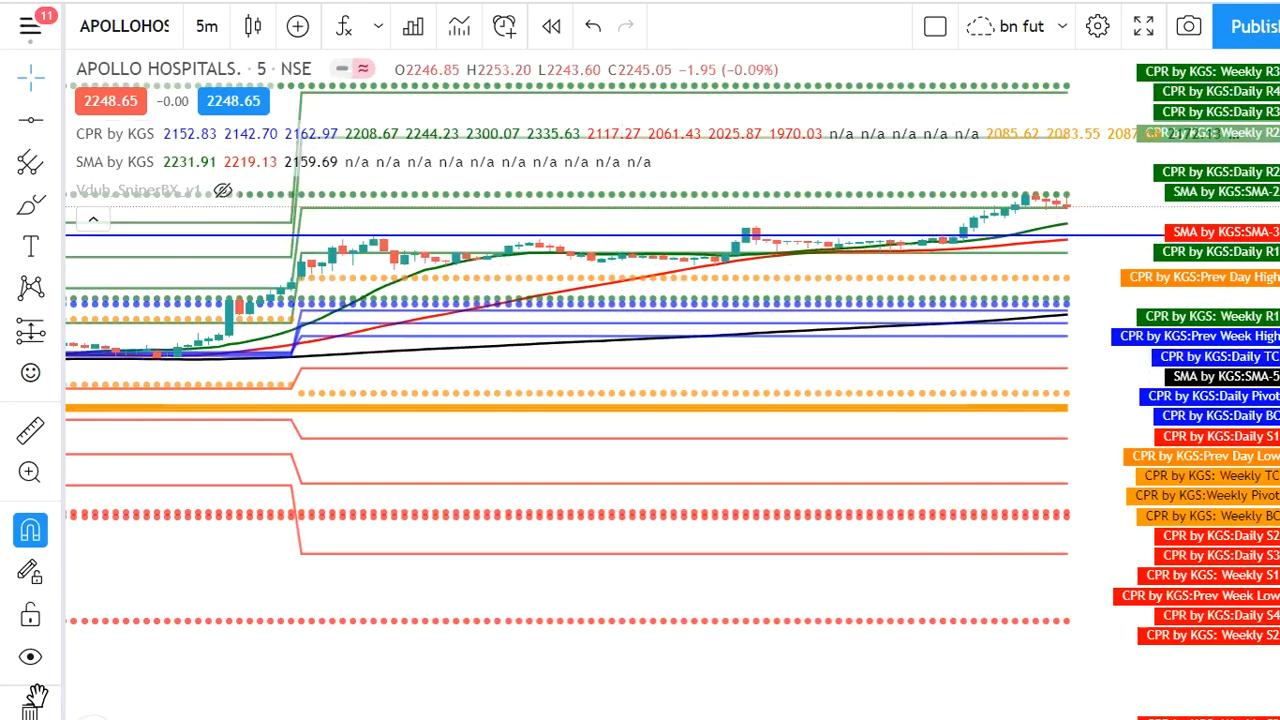 11
APOLLOHOS 5m bn fut Publis
APOLLO HOSPITALS. · 5 · NSE O2246.85 H2253.20 L2243.60 C2245.05 −1.95 (−0.09%)
2248.65 −0.00 2248.65
CPR by KGS 2152.83 2142.70 2162.97 2208.67 2244.23 2300.07 2335.63 2117.27 2061.43 2025.87 1970.03 n/a n/a n/a n/a n/a 2085.62 2083.55
SMA by KGS 2231.91 2219.13 2159.69 n/a n/a n/a n/a n/a n/a n/a n/a n/a n/a
Vdub_SniperBX_v1
CPR by KGS: Weekly R3
CPR by KGS:Daily R4
CPR by KGS:Daily R3
CPR by KGS: Weekly R2
CPR by KGS:Daily R2
SMA by KGS:SMA-2
SMA by KGS:SMA-3
CPR by KGS:Daily R1
CPR by KGS:Prev Day High
CPR by KGS: Weekly R1
CPR by KGS:Prev Week High
CPR by KGS:Daily TC
SMA by KGS:SMA-5
CPR by KGS:Daily Pivot
CPR by KGS:Daily BC
CPR by KGS:Daily S1
CPR by KGS:Prev Day Low
CPR by KGS: Weekly TC
CPR by KGS:Weekly Pivot
CPR by KGS: Weekly BC
CPR by KGS:Daily S2
CPR by KGS:Daily S3
CPR by KGS: Weekly S1
CPR by KGS:Prev Week Low
CPR by KGS:Daily S4
CPR by KGS: Weekly S2